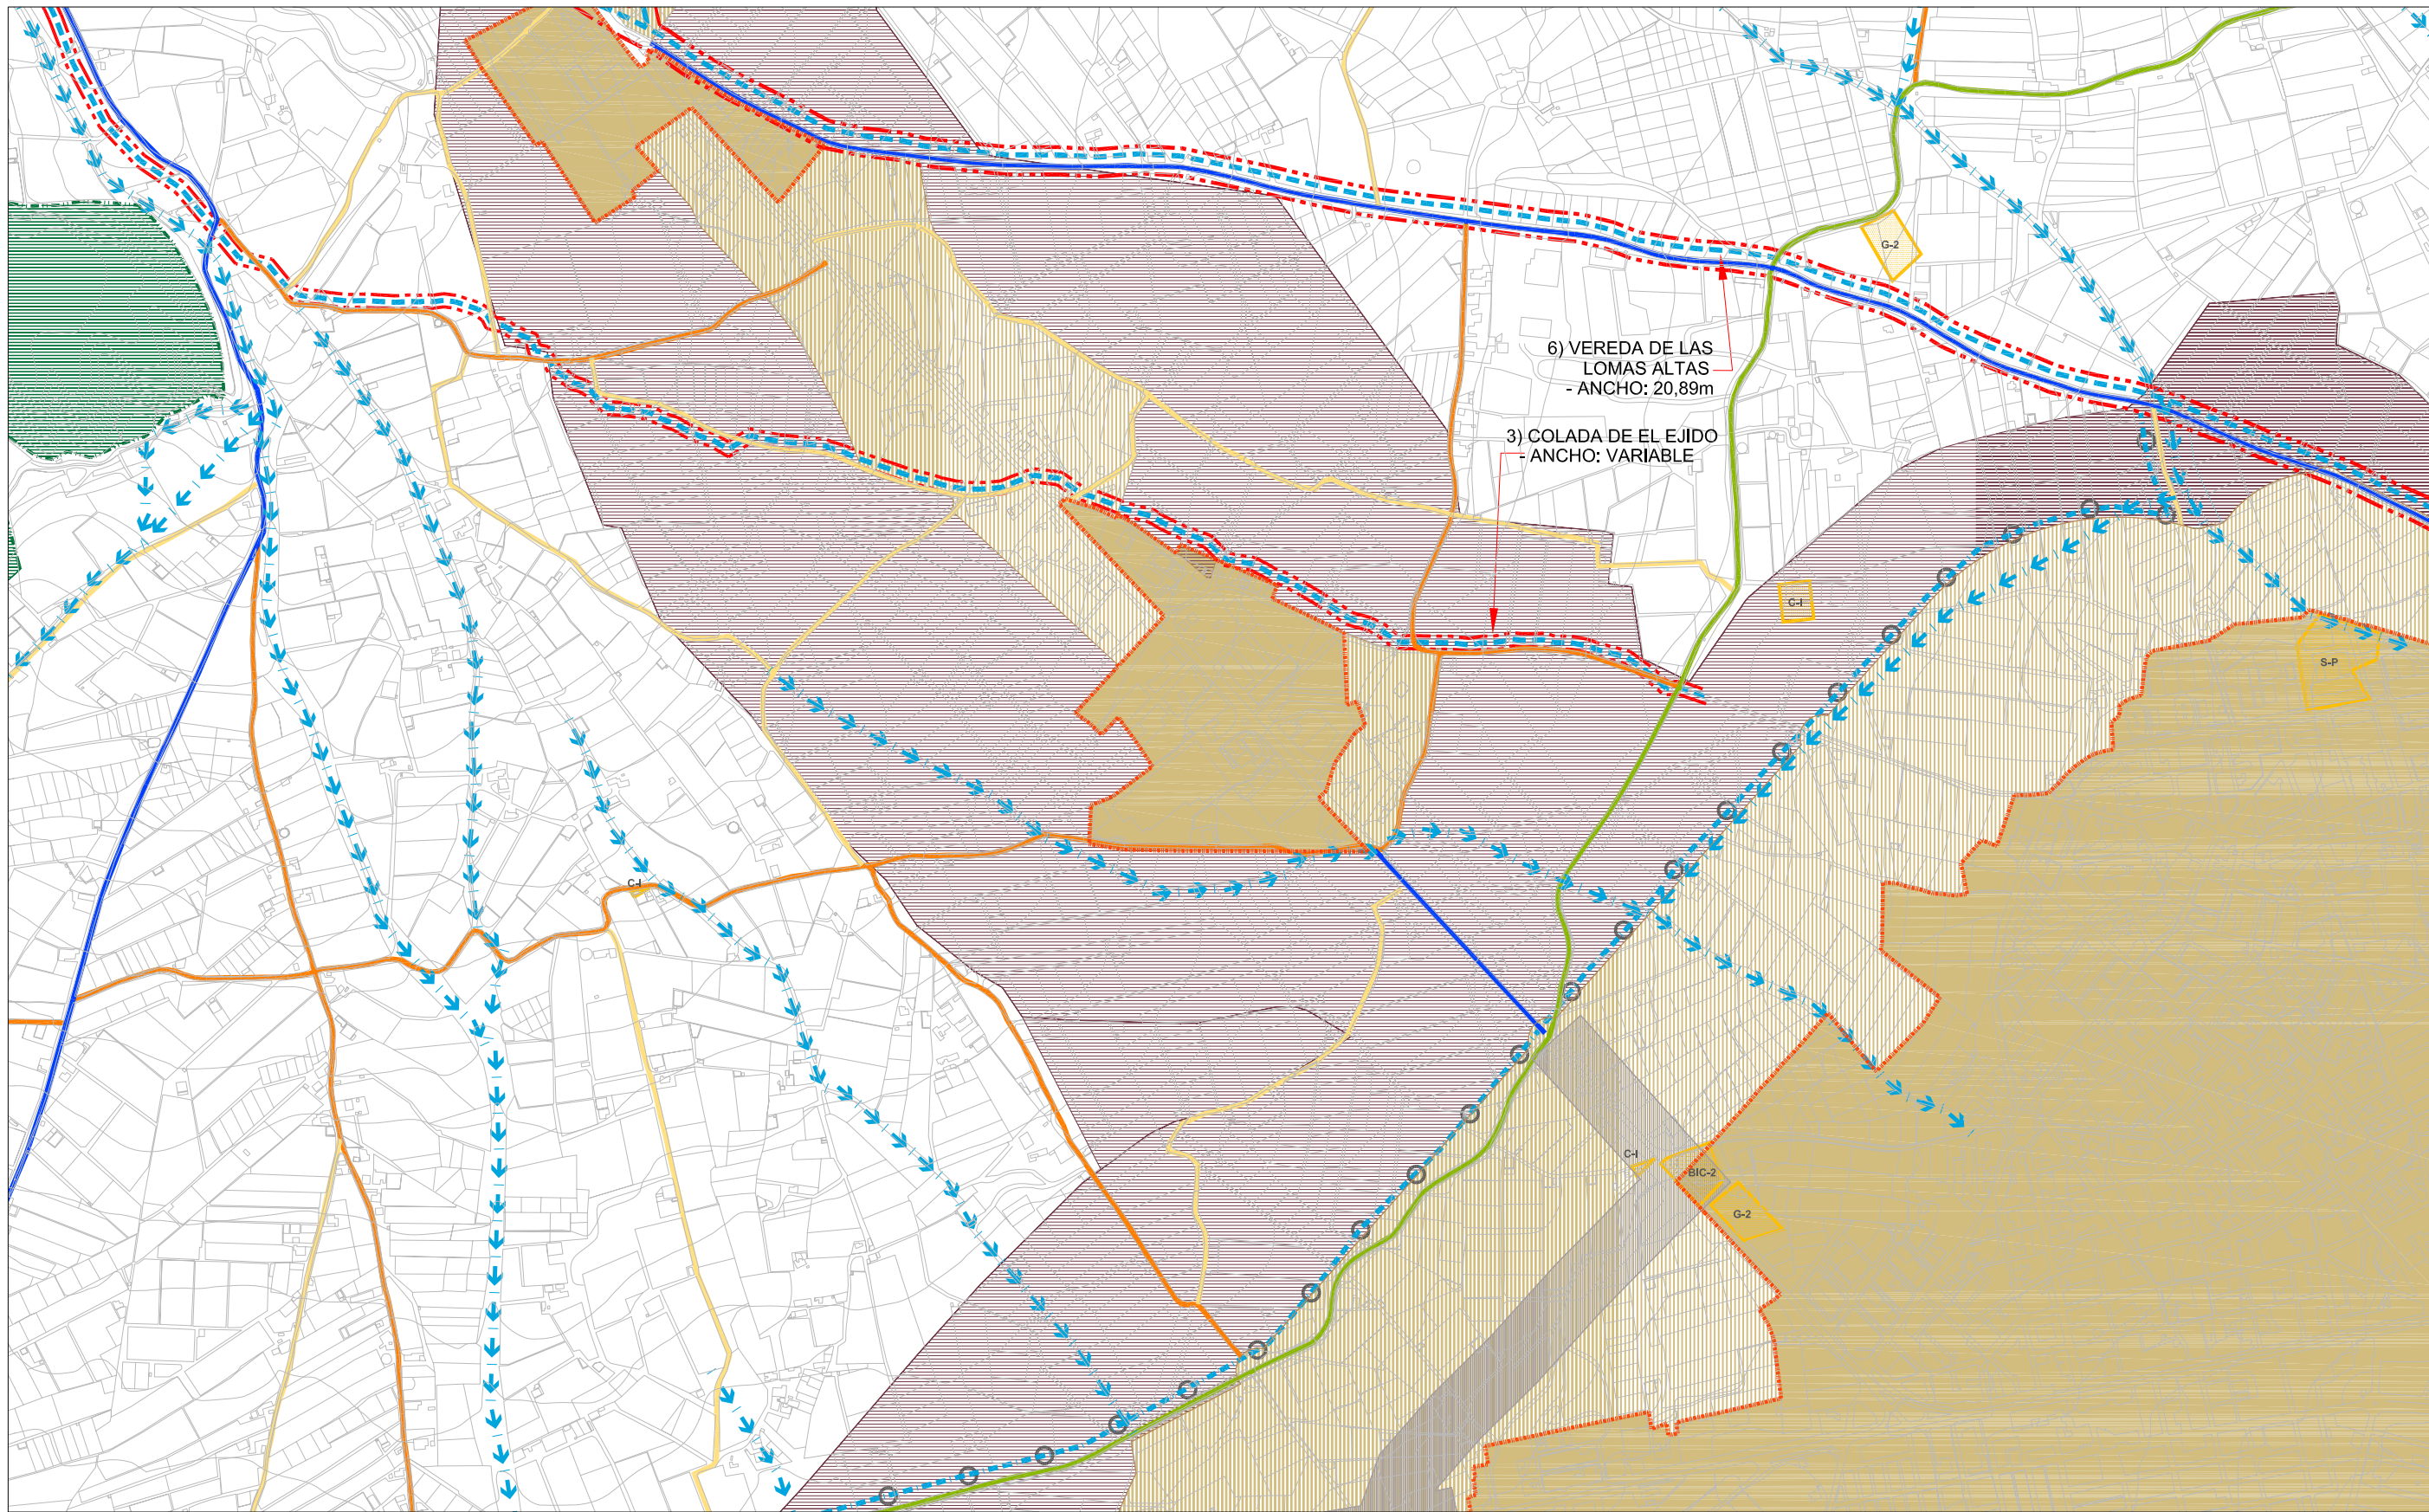 G-2
6) VEREDA DE LAS
LOMAS ALTAS
- ANCHO: 20,89m
3) COLADA DE EL EJIDO
- ANCHO: VARIABLE
C-I
S-P
C-I
C-I
BIC-2
G-2